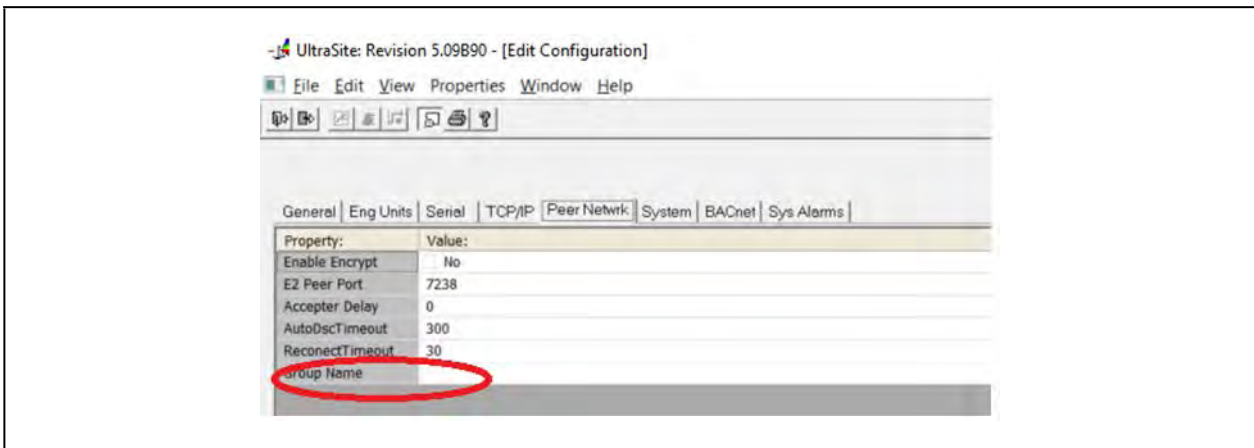 UltraSite: Revision 5.09B90 - [Edit Configuration]
File Edit View Properties Window Help
General Eng Units Serial TCP/IP Peer Netwrk System BACnet Sys Alarms
Property: Value:
Enable Encrypt No
E2 Peer Port 7238
Accepter Delay 0
AutoDscTimeout 300
ReconectTimeout 30
Group Name